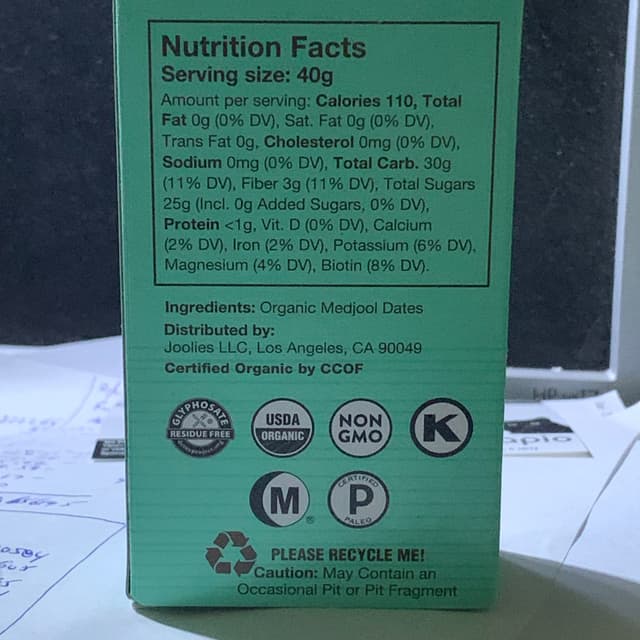 Nutrition Facts
Serving size: 40g
Amount per serving: Calories 110, Total
Fat 0g (0% DV), Sat. Fat 0g (0% DV),
Trans Fat 0g, Cholesterol 0mg (0% DV),
Sodium 0mg (0% DV), Total Carb. 30g
(11% DV), Fiber 3g (11% DV), Total Sugars
25g (Incl. 0g Added Sugars, 0% DV),
Protein <1g, Vit. D (0% DV), Calcium
(2% DV), Iron (2% DV), Potassium (6% DV),
Magnesium (4% DV), Biotin (8% DV).
Ingredients: Organic Medjool Dates
Distributed by:
Joolies LLC, Los Angeles, CA 90049
Certified Organic by CCOF
GLYPHOSATE
RESIDUE FREE
USDA
ORGANIC
NON
GMO
K
M®
CERTIFIED
P
PALEO
PLEASE RECYCLE ME!
Caution: May Contain an
Occasional Pit or Pit Fragment